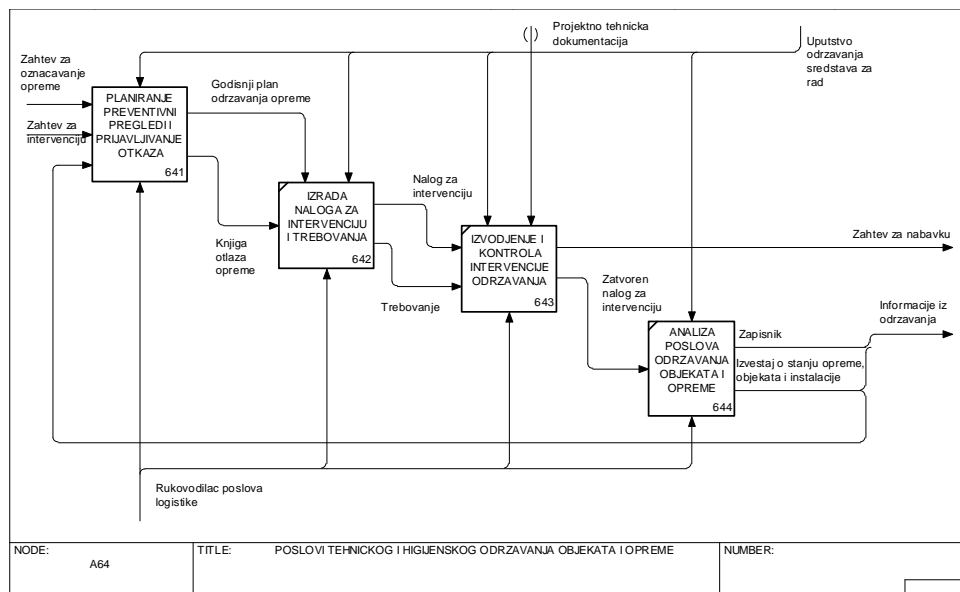 Projektno tehnicka
dokumentacija
Uputstvo
odrzavanja
sredstava za
rad
Zahtev za
oznacavanje
opreme
Zahtev za
intervenciju
PLANIRANJE
PREVENTIVNI
PREGLEDI I
PRIJAVLJIVANJE
OTKAZA
641
Godisnji plan
odrzavanja opreme
Knjiga
otlaza
opreme
IZRADA
NALOGA ZA
INTERVENCIJU
I TREBOVANJA
642
Nalog za
intervenciju
Trebovanje
IZVODJENJE I
KONTROLA
INTERVENCIJE
ODRZAVANJA
643
Zahtev za nabavku
Zatvoren
nalog za
intervenciju
ANALIZA
POSLOVA
ODRZAVANJA
OBJEKATA I
OPREME
644
Zapisnik
Izvestaj o stanju opreme,
objekata i instalacije
Informacije iz
odrzavanja
Rukovodilac poslova
logistike
NODE:
A64
TITLE:
POSLOVI TEHNICKOG I HIGIJENSKOG ODRZAVANJA OBJEKATA I OPREME
NUMBER: